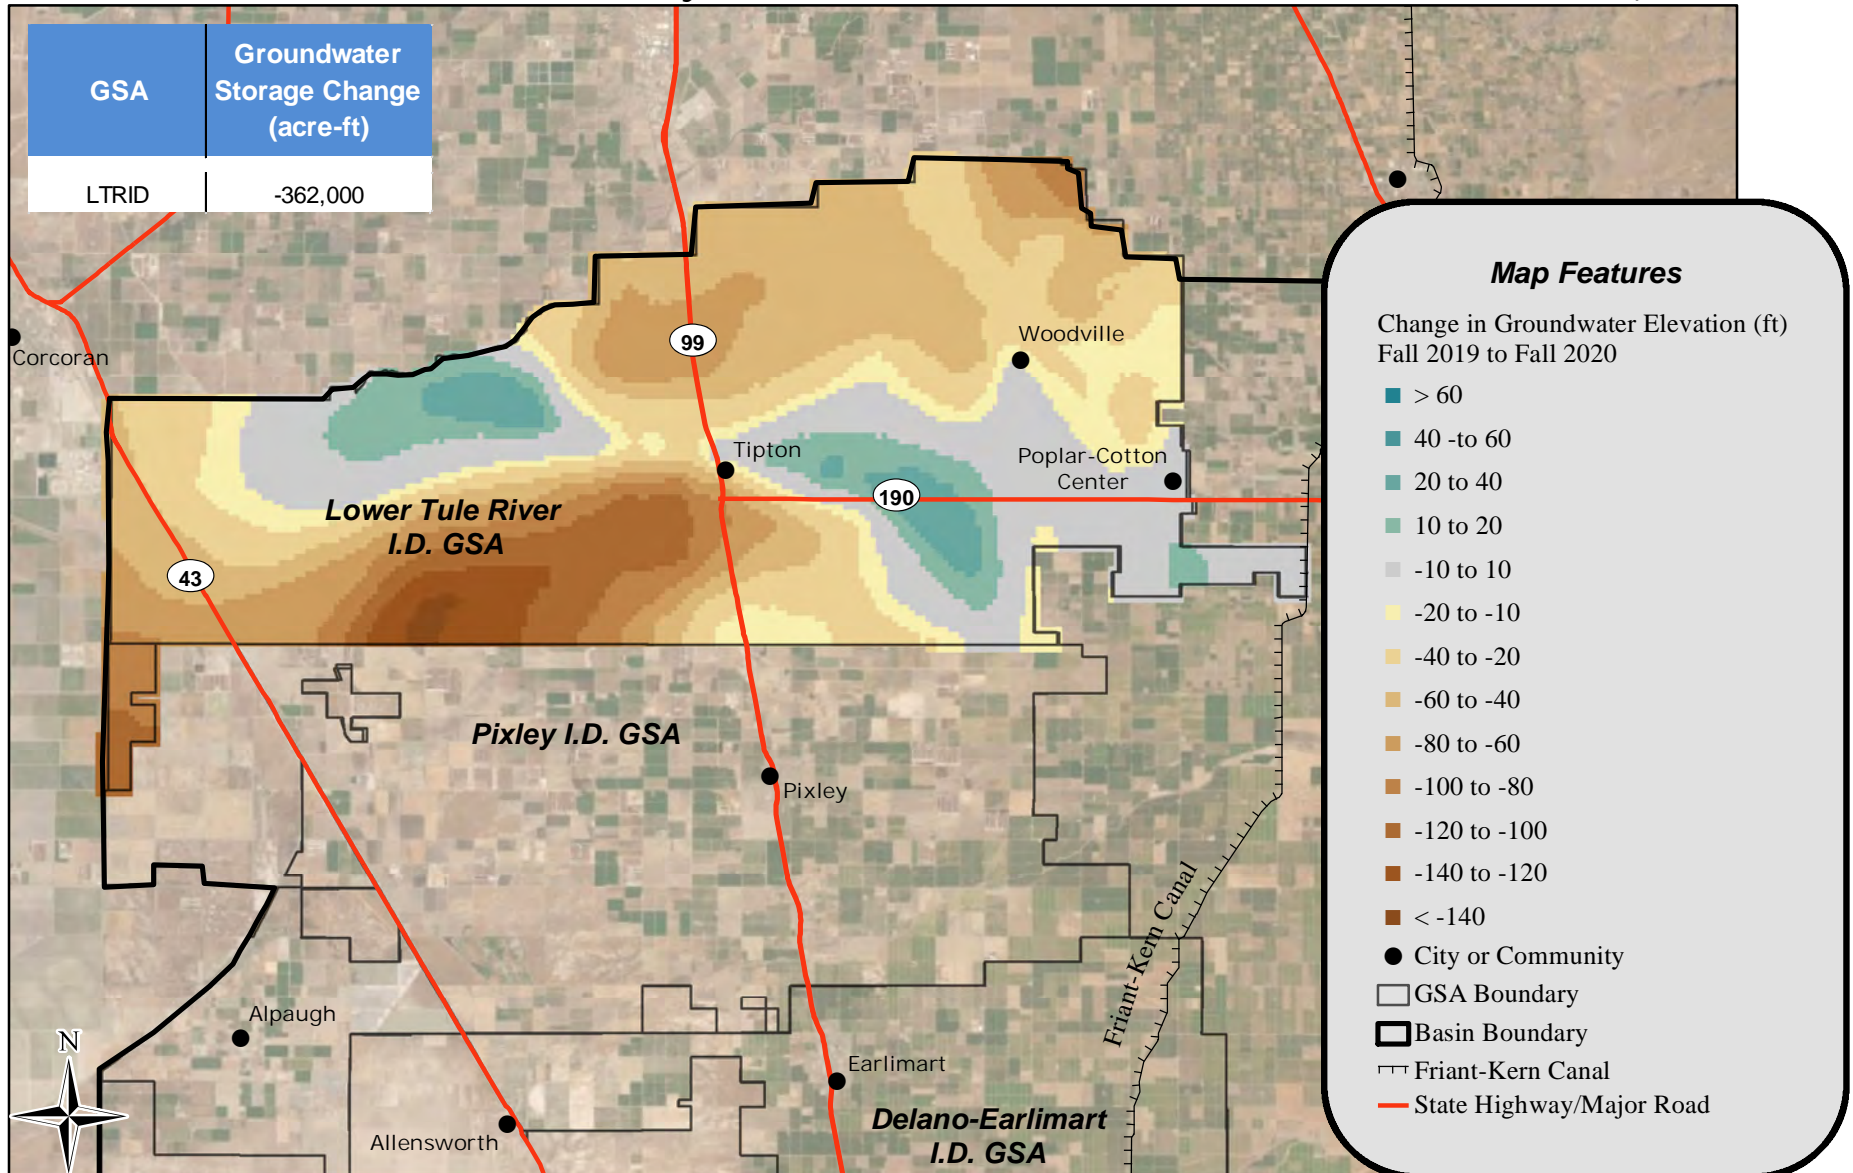 GSA
Groundwater
Storage Change
(acre-ft)
LTRID
-362,000
Corcoran
99
Woodville
Tipton
Poplar-Cotton
Center
190
Lower Tule River
I.D. GSA
43
Pixley I.D. GSA
Pixley
Friant-Kern Canal
Alpaugh
N
Earlimart
Allensworth
Delano-Earlimart
I.D. GSA
Map Features
Change in Groundwater Elevation (ft)
Fall 2019 to Fall 2020
> 60
40 -to 60
20 to 40
10 to 20
-10 to 10
-20 to -10
-40 to -20
-60 to -40
-80 to -60
-100 to -80
-120 to -100
-140 to -120
< -140
City or Community
GSA Boundary
Basin Boundary
Friant-Kern Canal
State Highway/Major Road